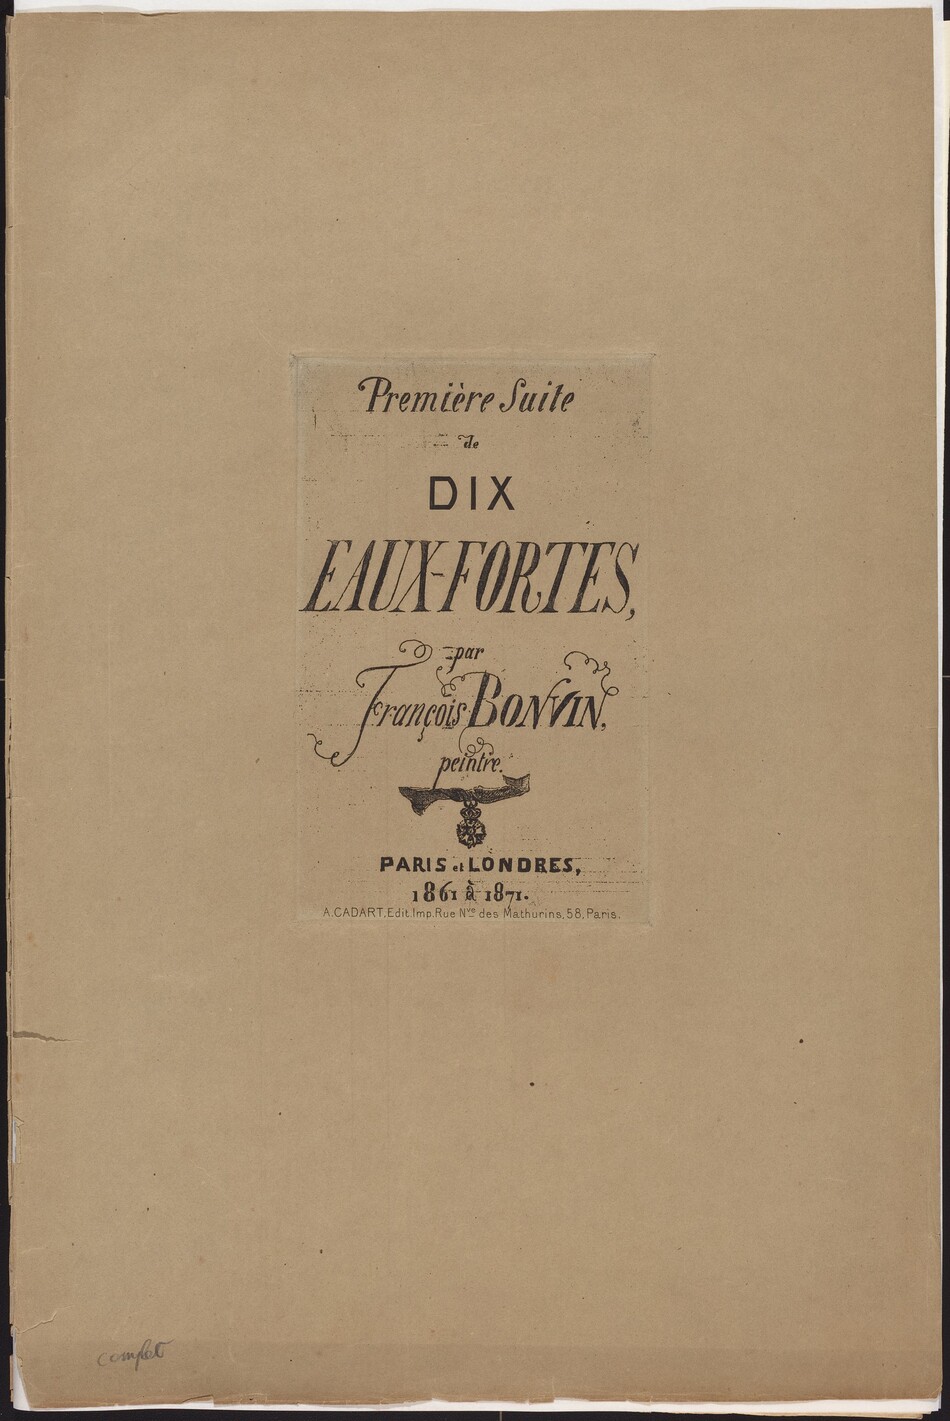 Première Suite
de
DIX
EAUX-FORTES,
par
François BONVIN,
peintre.
PARIS et LONDRES,
1861 à 1871.
A.CADART, Edit. Imp. Rue Nve des Mathurins, 58, Paris.
complet